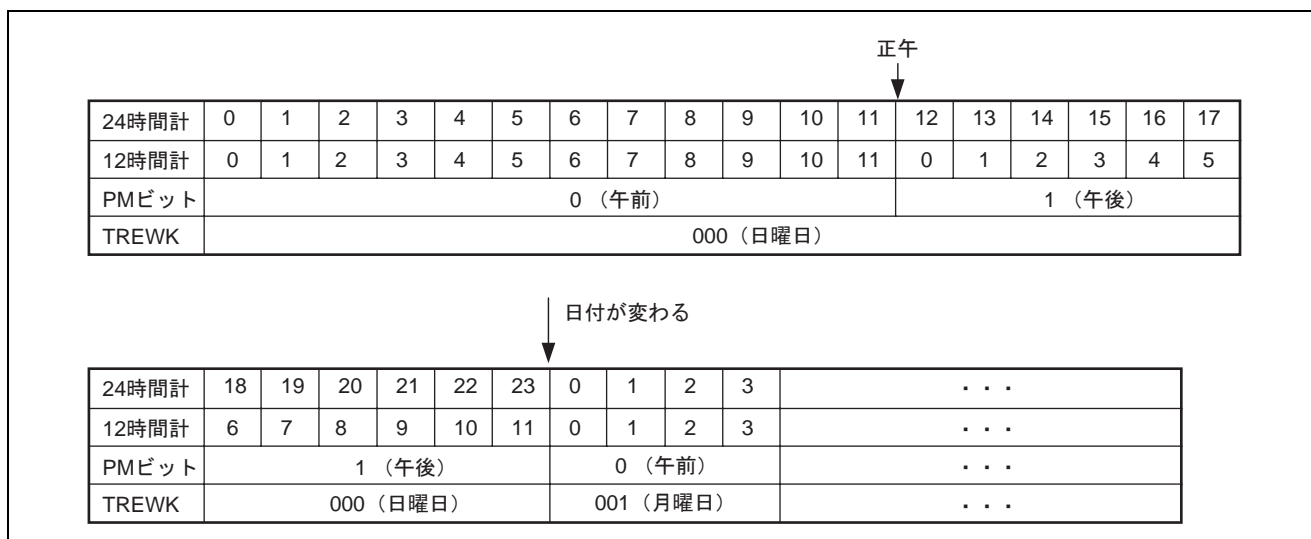 正午
24時間計 0 1 2 3 4 5 6 7 8 9 10 11 12 13 14 15 16 17
12時間計 0 1 2 3 4 5 6 7 8 9 10 11 0 1 2 3 4 5
PMビット 0 (午前) 1 (午後)
TREWK 000(日曜日)
日付が変わる
24時間計 18 19 20 21 22 23 0 1 2 3 ・・・
12時間計 6 7 8 9 10 11 0 1 2 3 ・・・
PMビット 1 (午後) 0 (午前) ・・・
TREWK 000(日曜日) 001(月曜日) ・・・